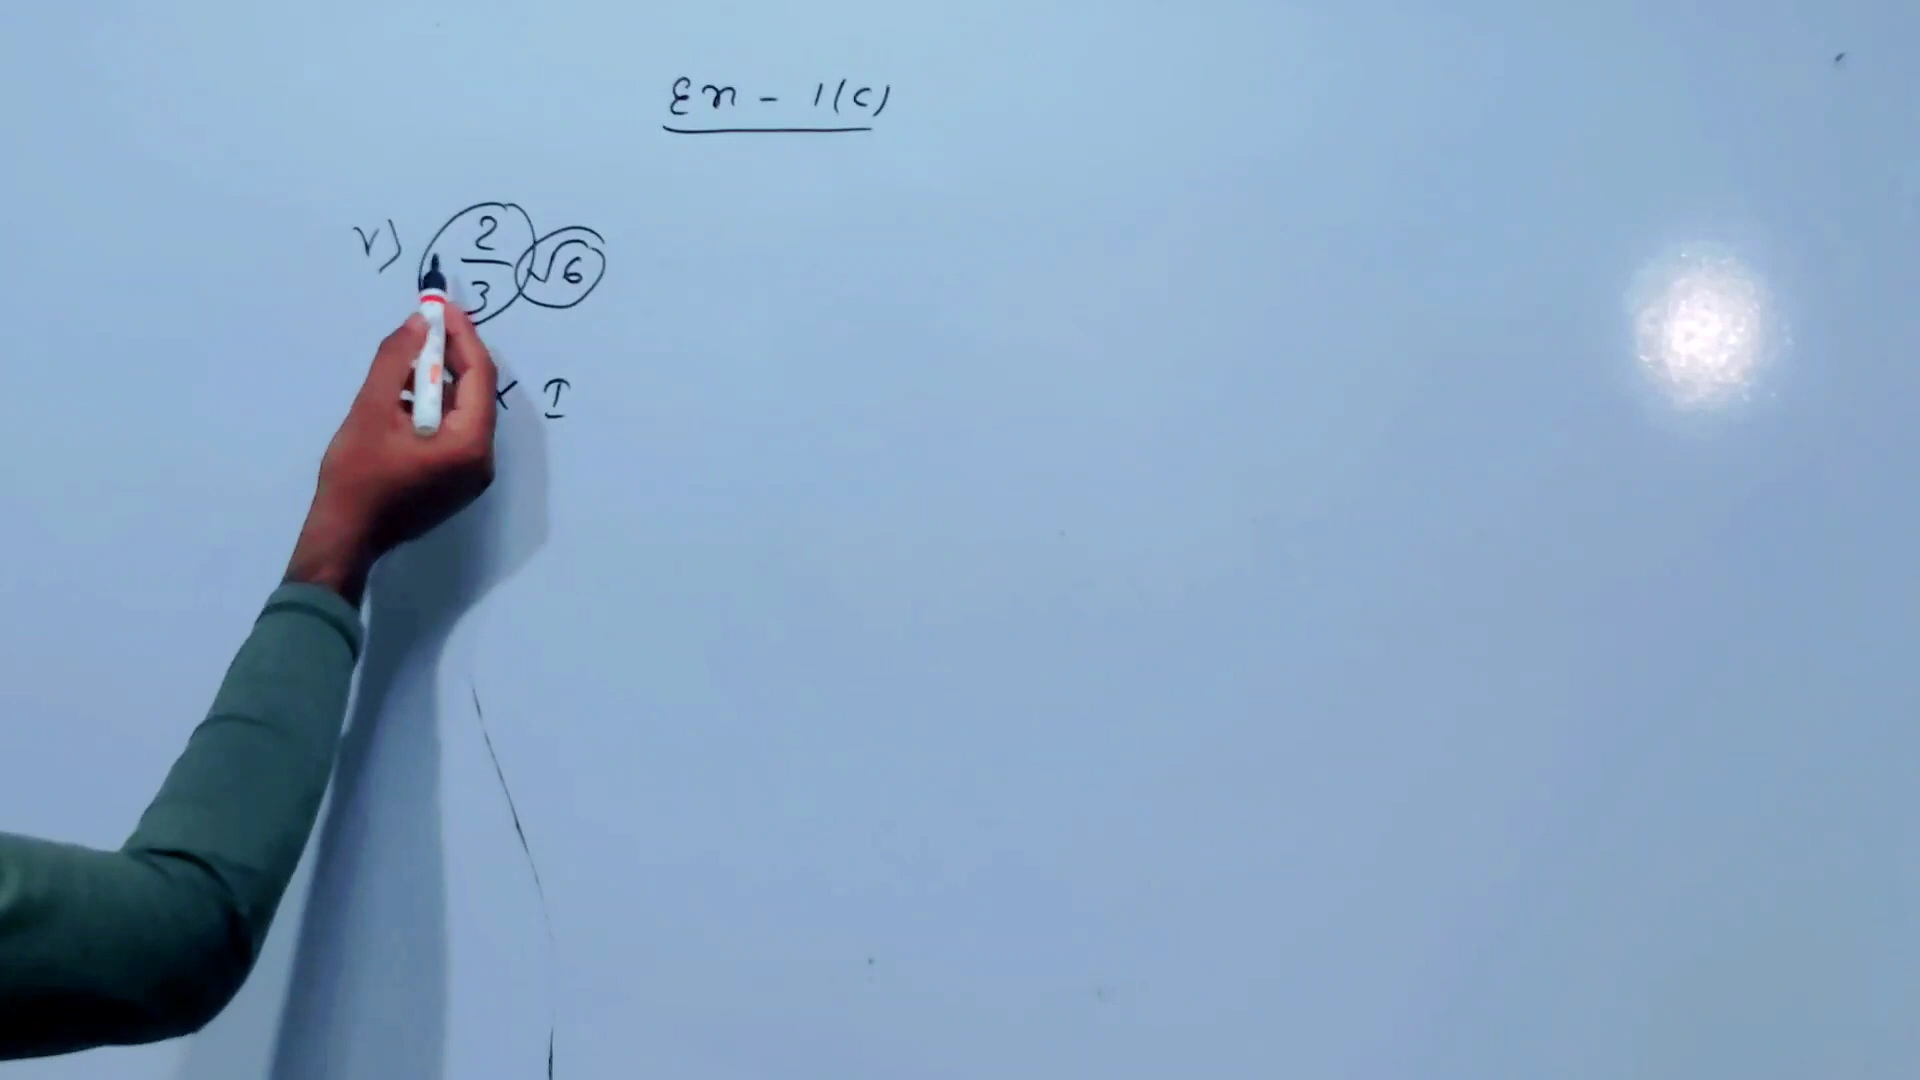 Ex - 1(c)
v) 2/3 √6
× I